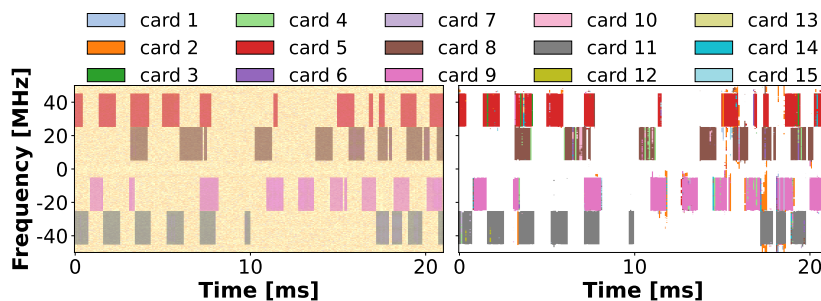 card 1 card 4 card 7 card 10 card 13
card 2 card 5 card 8 card 11 card 14
card 3 card 6 card 9 card 12 card 15
Frequency [MHz]
40
20
0
-20
-40
0 10 20 0 10 20
Time [ms] Time [ms]